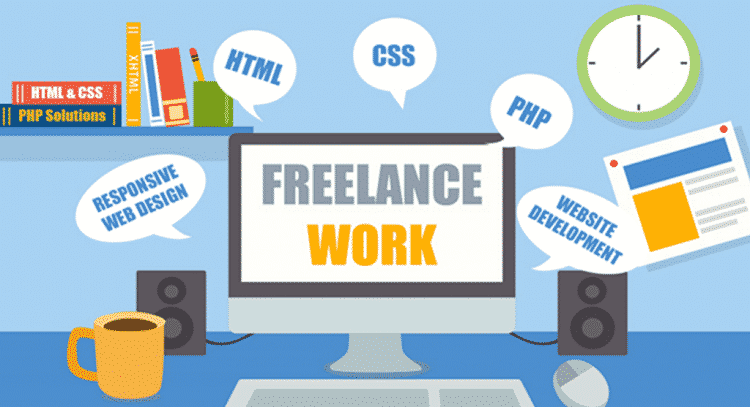 HTML
CSS
PHP
XHTML
HTML & CSS
PHP Solutions
RESPONSIVE
WEB DESIGN
FREELANCE
WORK
WEBSITE
DEVELOPMENT